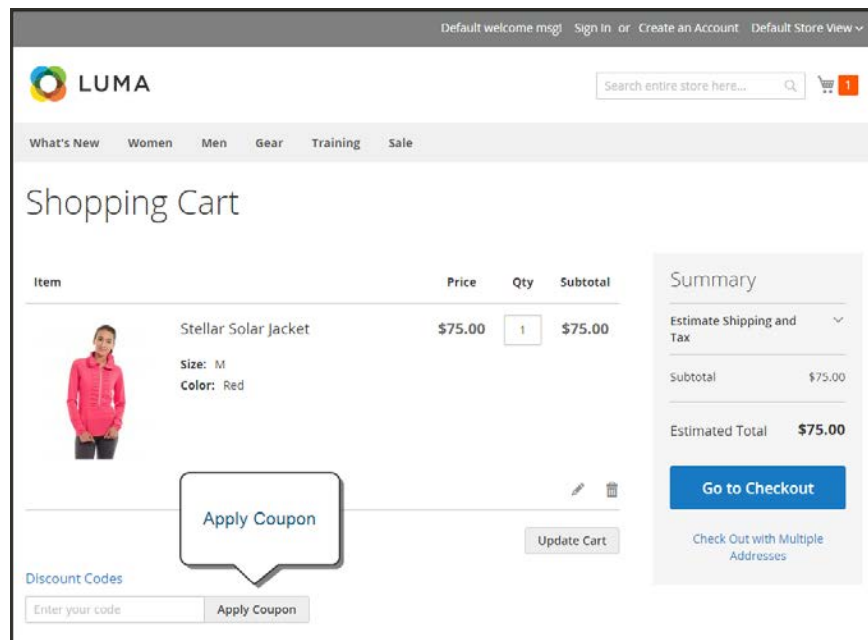 Default welcome msg! Sign In or Create an Account Default Store View
LUMA
Search entire store here...
1
What's New Women Men Gear Training Sale
Shopping Cart
Item Price Qty Subtotal
Stellar Solar Jacket $75.00 1 $75.00
Size: M
Color: Red
Apply Coupon
Update Cart
Discount Codes
Enter your code Apply Coupon
Summary
Estimate Shipping and
Tax
Subtotal $75.00
Estimated Total $75.00
Go to Checkout
Check Out with Multiple
Addresses